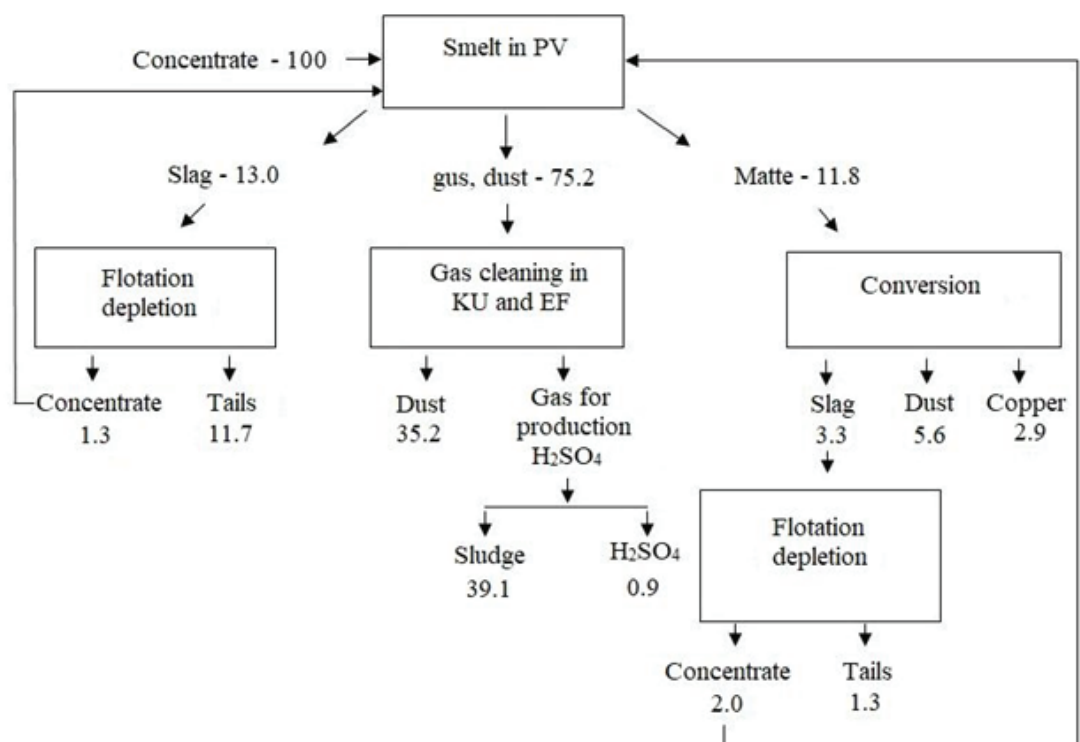 Smelt in PV
Concentrate - 100
Slag - 13.0
gus, dust - 75.2
Matte - 11.8
Flotation
depletion
Gas cleaning in
KU and EF
Conversion
Concentrate
1.3
Tails
11.7
Dust
35.2
Gas for
production
H₂SO₄
Slag
3.3
Dust
5.6
Copper
2.9
Sludge
39.1
H₂SO₄
0.9
Flotation
depletion
Concentrate
2.0
Tails
1.3